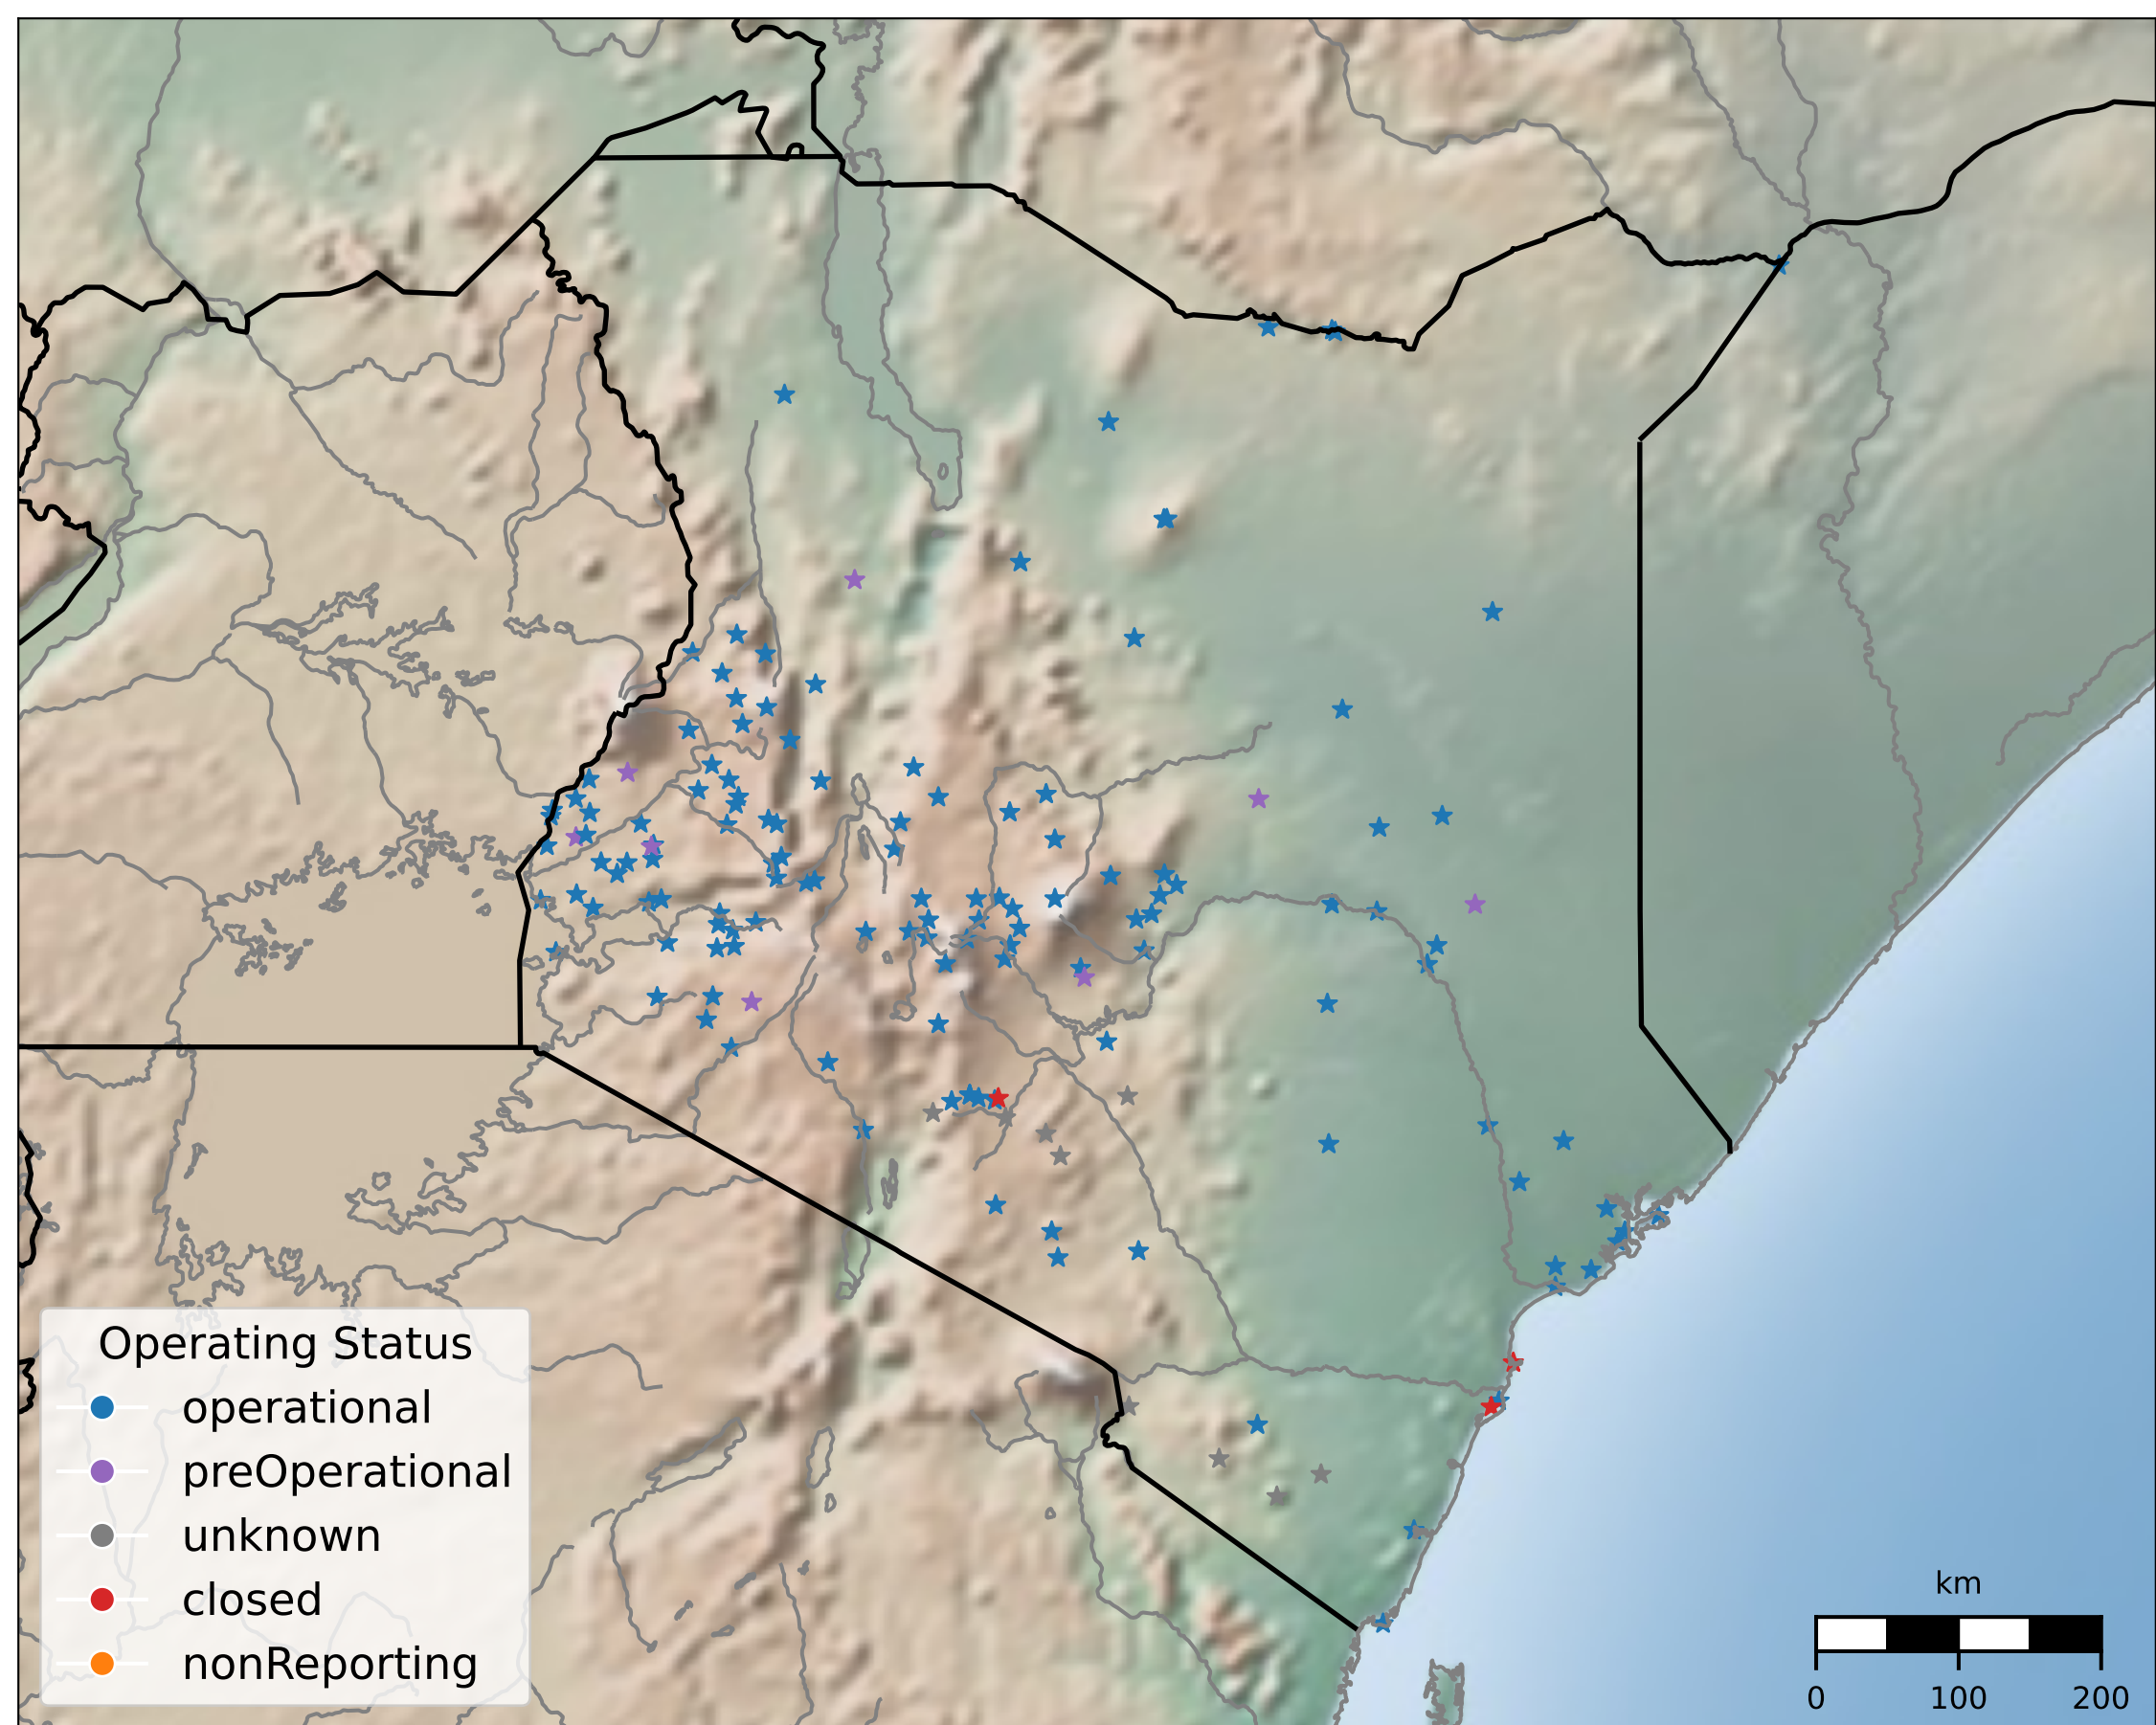 Operating Status
operational
preOperational
unknown
closed
nonReporting
km
0 100 200